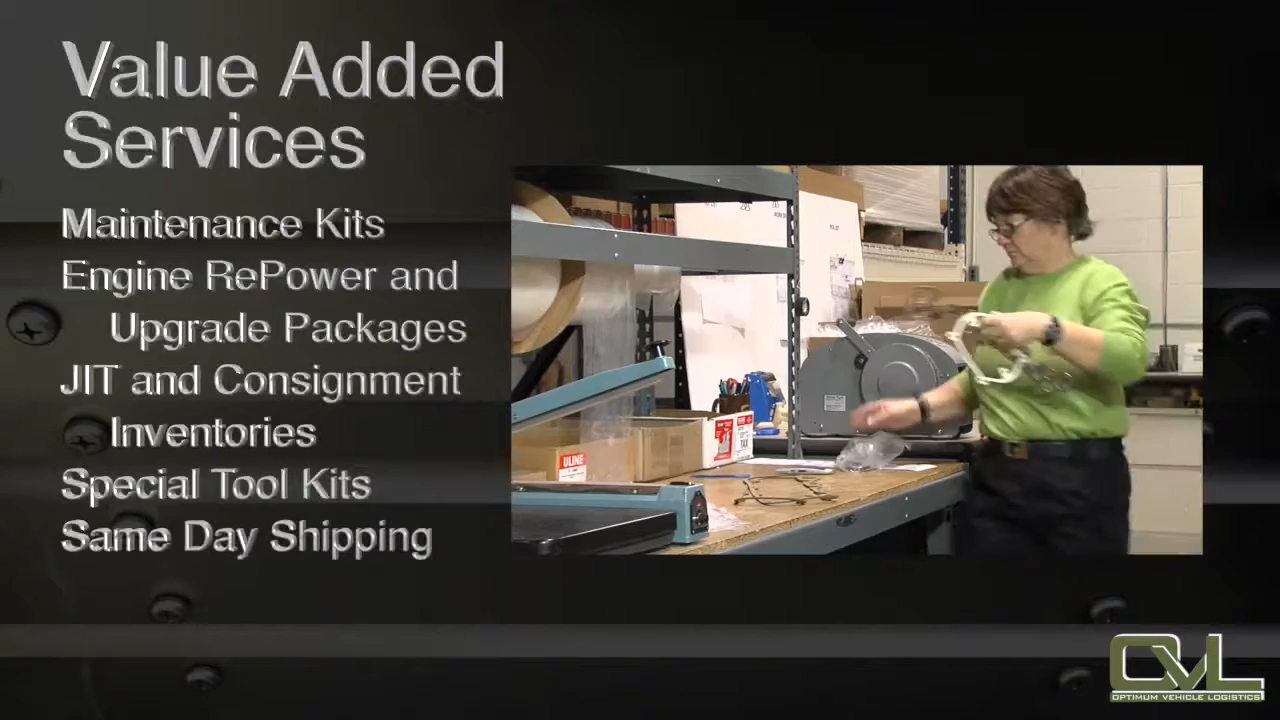 Value Added
Services
Maintenance Kits
Engine RePower and
Upgrade Packages
JIT and Consignment
Inventories
Special Tool Kits
Same Day Shipping
ULINE
TAX
OVL
OPTIMUM VEHICLE LOGISTICS